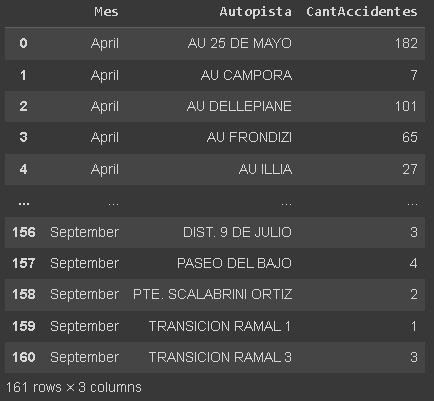 Mes Autopista CantAccidentes
0 April AU 25 DE MAYO 182
1 April AU CAMPORA 7
2 April AU DELLEPIANE 101
3 April AU FRONDIZI 65
4 April AU ILLIA 27
... ... ... ...
156 September DIST. 9 DE JULIO 3
157 September PASEO DEL BAJO 4
158 September PTE. SCALABRINI ORTIZ 2
159 September TRANSICION RAMAL 1 1
160 September TRANSICION RAMAL 3 3
161 rows × 3 columns